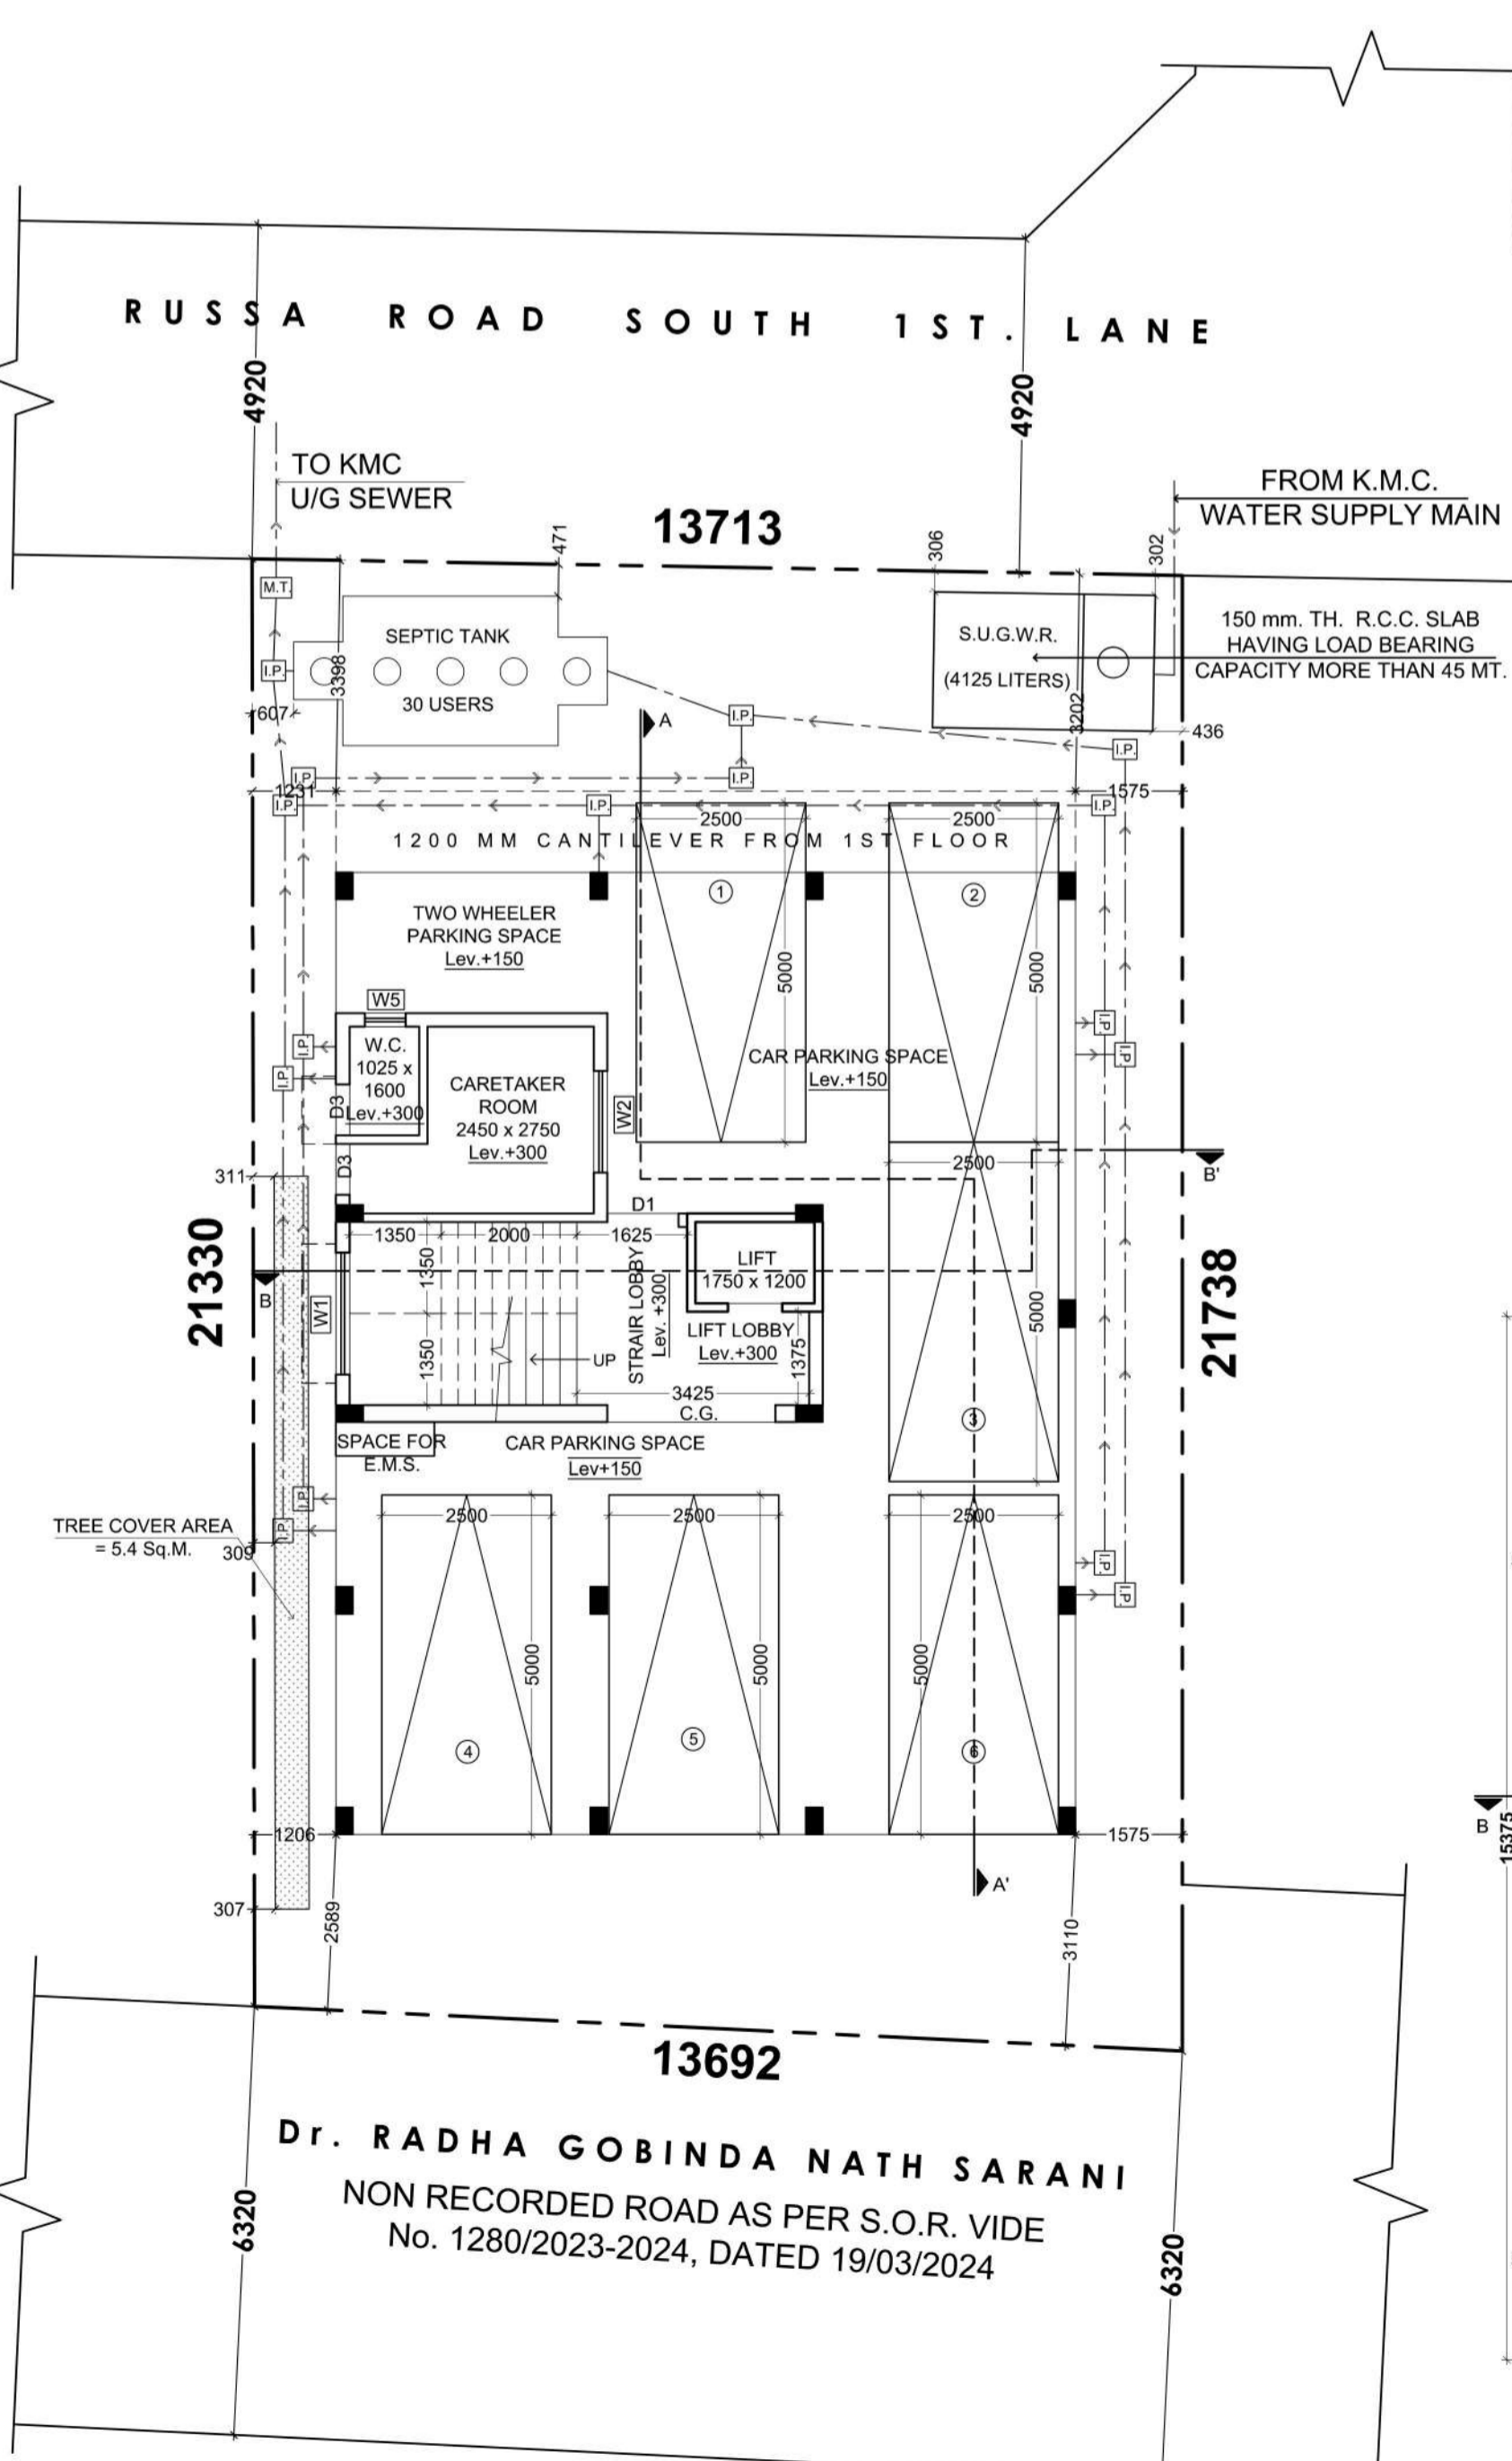 RUSSA ROAD SOUTH 1ST. LANE
4920
4920
TO KMC
U/G SEWER
FROM K.M.C.
WATER SUPPLY MAIN
13713
471
306
302
M.T.
SEPTIC TANK
30 USERS
I.P.
3398
607
S.U.G.W.R.
(4125 LITERS)
3202
150 mm. TH. R.C.C. SLAB
HAVING LOAD BEARING
CAPACITY MORE THAN 45 MT.
436
A
I.P.
I.P.
I.P.
I.P.
1231
1575
I.P.
I.P.
I.P.
2500
2500
1200 MM CANTILEVER FROM 1ST FLOOR
1
2
TWO WHEELER
PARKING SPACE
Lev.+150
5000
5000
W5
I.P.
W.C.
1025 x
1600
Lev.+300
D3
I.P.
CARETAKER
ROOM
2450 x 2750
Lev.+300
W2
CAR PARKING SPACE
Lev.+150
I.P.
I.P.
D3
311
2500
B'
D1
1350
2000
1625
1350
1350
LIFT
1750 x 1200
21330
21738
B
W1
STRAIR LOBBY
Lev. +300
LIFT LOBBY
Lev.+300
1375
5000
UP
3425
C.G.
3
SPACE FOR
E.M.S.
CAR PARKING SPACE
Lev+150
I.P.
I.P.
2500
2500
2500
TREE COVER AREA
= 5.4 Sq.M.
309
I.P.
I.P.
5000
5000
5000
4
5
6
1206
1575
B
15375
A'
307
2589
3110
13692
Dr. RADHA GOBINDA NATH SARANI
NON RECORDED ROAD AS PER S.O.R. VIDE
No. 1280/2023-2024, DATED 19/03/2024
6320
6320